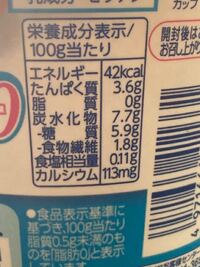 カップ
栄養成分表示/
100g当たり
エネルギー 42kcal
たんぱく質 3.6g
脂質 0g
炭水化物 7.7g
-糖質 5.9g
-食物繊維 1.8g
食塩相当量 0.11g
カルシウム 113mg
開封後は
お召し上が
●食品表示基準に
基づき、100g当たり
脂質0.5g未満のも
のを「脂肪0」と表
示しています。